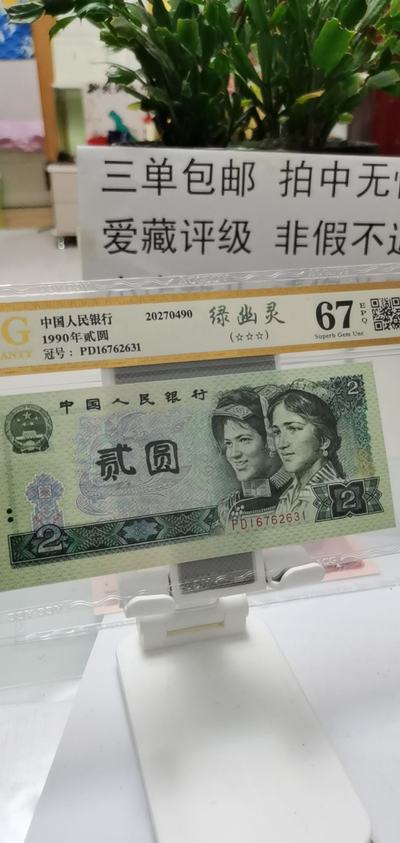 三单包邮 拍中无
爱藏评级 非假不
G
ANTY
中国人民银行
1990年贰圆
冠号: PD16762631
20270490
绿幽灵
(☆☆☆)
67
EPQ
Superb Gem Unc
中国人民银行
贰圆
2
2
2
PD16762631